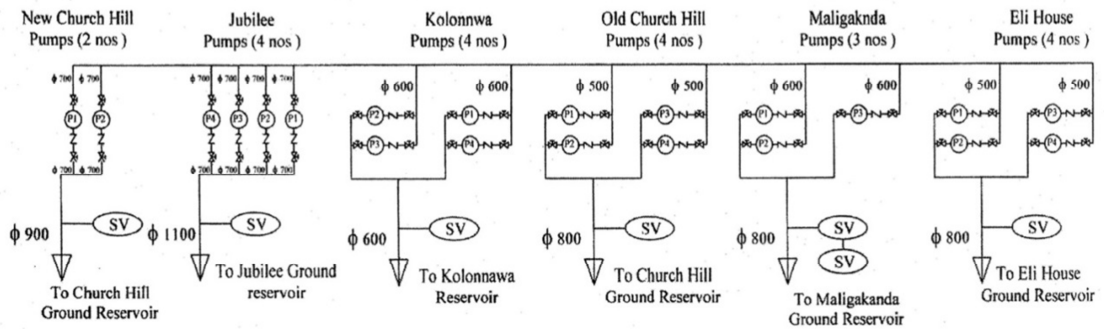 New Church Hill
Pumps (2 nos )
Jubilee
Pumps (4 nos )
Kolonnwa
Pumps (4 nos )
Old Church Hill
Pumps (4 nos )
Maligaknda
Pumps (3 nos )
Eli House
Pumps (4 nos )
ϕ 700 ϕ 700
ϕ 700 ϕ 700 ϕ 700 ϕ 700
ϕ 600 ϕ 600
ϕ 500 ϕ 500
ϕ 600 ϕ 600
ϕ 500 ϕ 500
P1 P2
P4 P3 P2 P1
P2 P1
P3 P4
P1 P3
P2 P4
P1 P3
P2
P1 P3
P2 P4
ϕ 700 ϕ 700
ϕ 700 ϕ 700
SV
ϕ 900
SV
ϕ 1100
SV
ϕ 600
SV
ϕ 800
SV
SV
ϕ 800
SV
ϕ 800
To Church Hill
Ground Reservoir
To Jubilee Ground
reservoir
To Kolonnawa
Reservoir
To Church Hill
Ground Reservoir
To Maligakanda
Ground Reservoir
To Eli House
Ground Reservoir